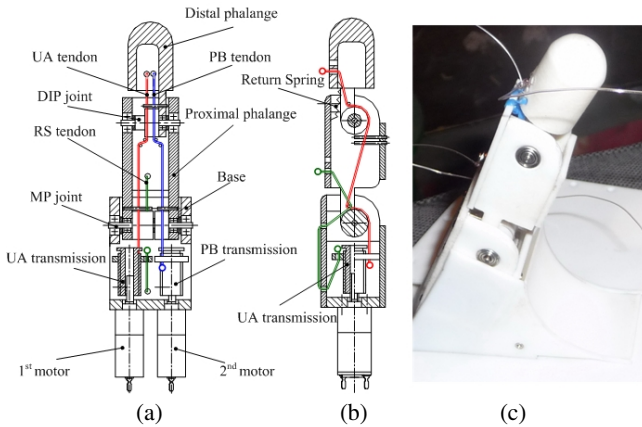 Distal phalange
UA tendon
PB tendon
DIP joint
Return Spring
Proximal phalange
RS tendon
Base
MP joint
PB transmission
UA transmission
UA transmission
1st motor
2nd motor
(a)
(b)
(c)